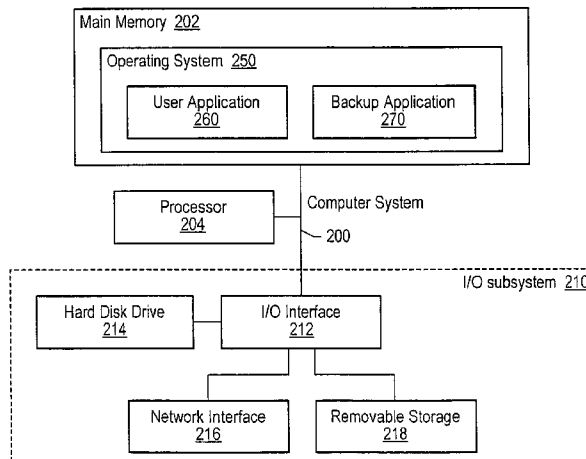 Main Memory 202
Operating System 250
User Application
260
Backup Application
270
Processor
204
Computer System
200
I/O subsystem 210
Hard Disk Drive
214
I/O Interface
212
Network Interface
216
Removable Storage
218